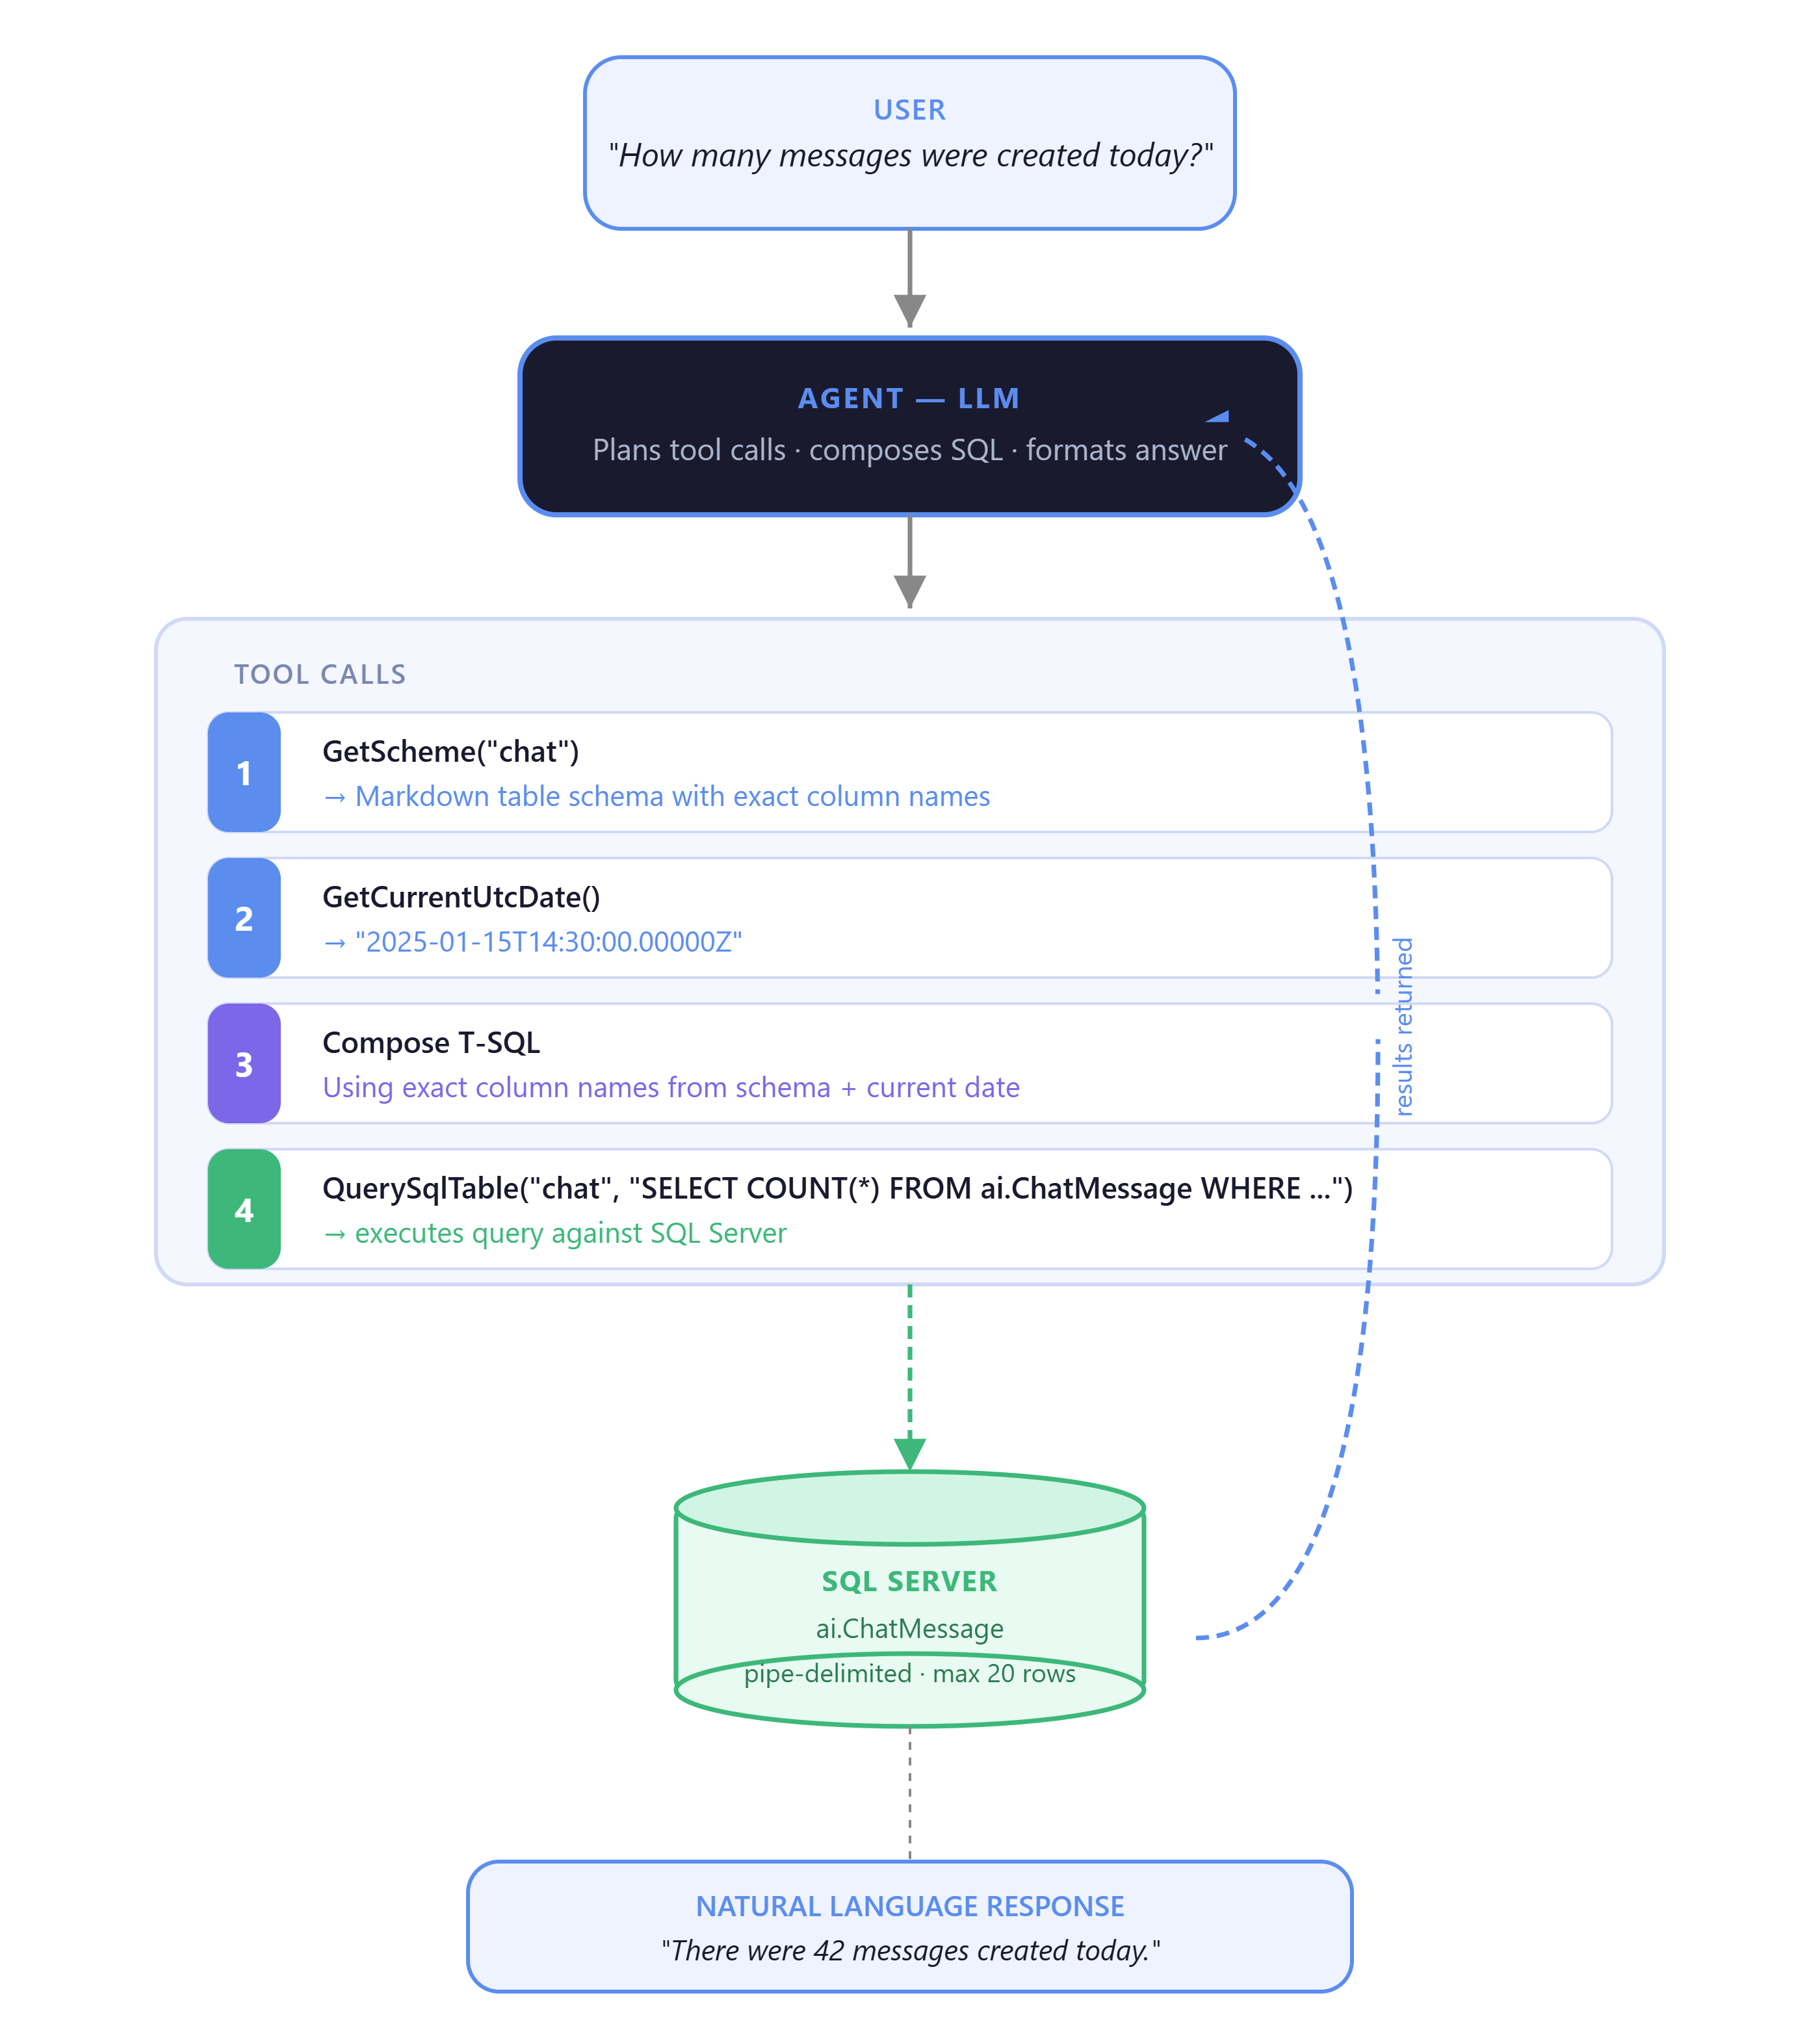 USER
"How many messages were created today?"
AGENT — LLM
Plans tool calls · composes SQL · formats answer
TOOL CALLS
1
GetScheme("chat")
→ Markdown table schema with exact column names
2
GetCurrentUtcDate()
→ "2025-01-15T14:30:00.00000Z"
3
Compose T-SQL
Using exact column names from schema + current date
4
QuerySqlTable("chat", "SELECT COUNT(*) FROM ai.ChatMessage WHERE ...")
→ executes query against SQL Server
results returned
SQL SERVER
ai.ChatMessage
pipe-delimited · max 20 rows
NATURAL LANGUAGE RESPONSE
"There were 42 messages created today."